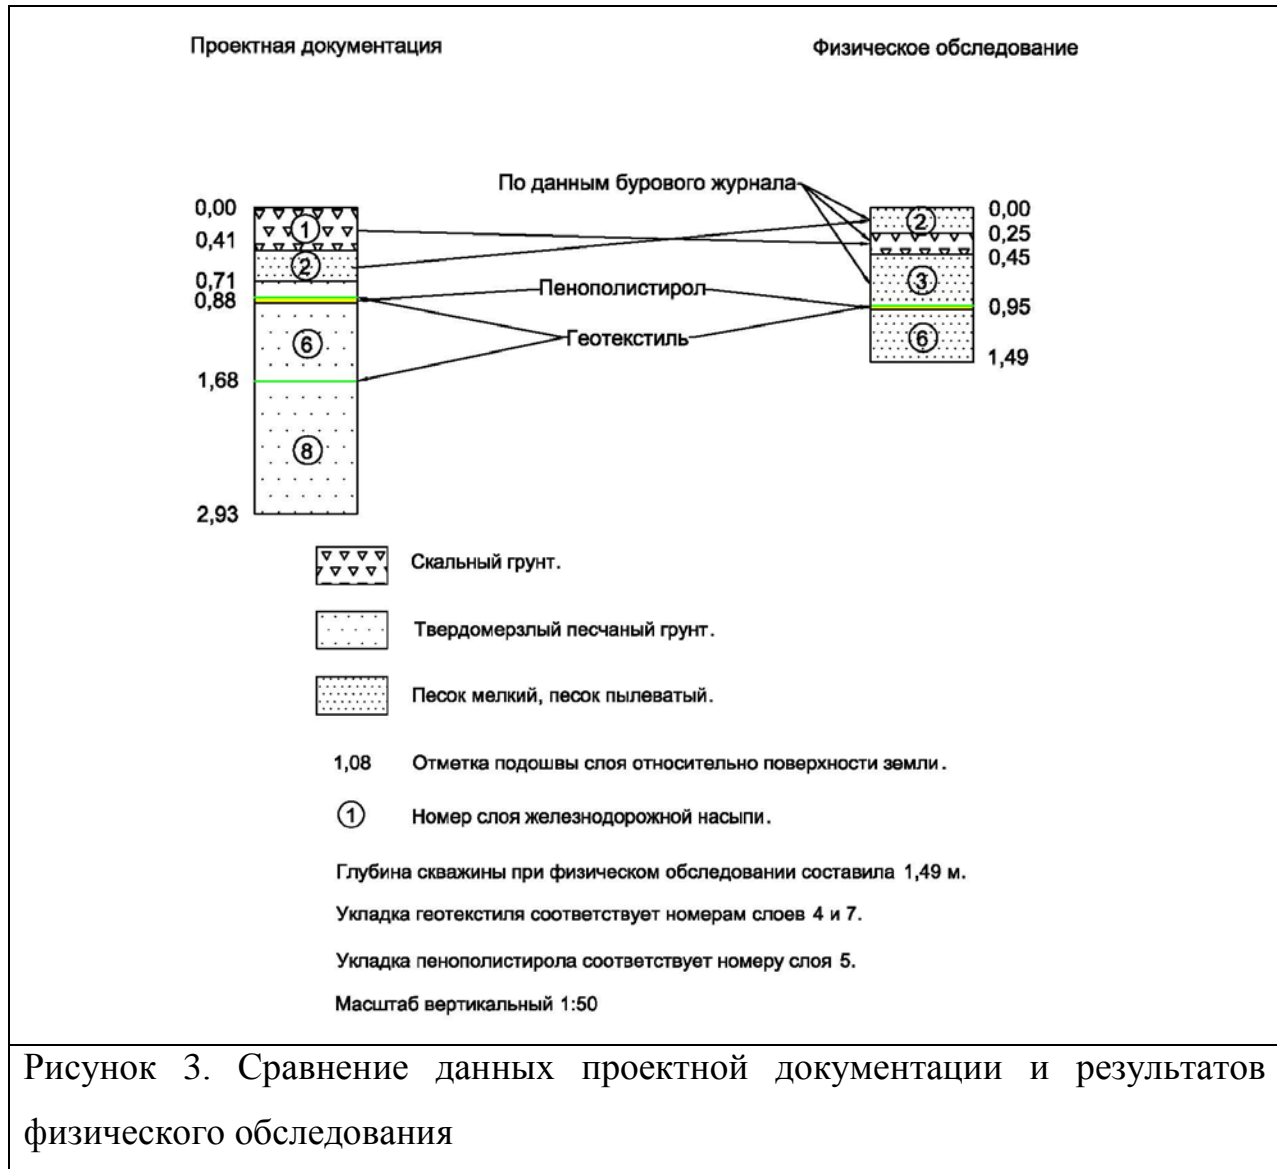 Проектная документация
Физическое обследование
По данным бурового журнала
0,00
0,41
0,71
0,88
1,68
2,93
1
2
6
8
Пенополистирол
Геотекстиль
2
3
6
0,00
0,25
0,45
0,95
1,49
Скальный грунт.
Твердомерзлый песчаный грунт.
Песок мелкий, песок пылеватый.
1,08 Отметка подошвы слоя относительно поверхности земли.
1 Номер слоя железнодорожной насыпи.
Глубина скважины при физическом обследовании составила 1,49 м.
Укладка геотекстиля соответствует номерам слоев 4 и 7.
Укладка пенополистирола соответствует номеру слоя 5.
Масштаб вертикальный 1:50
Рисунок 3. Сравнение данных проектной документации и результатов
физического обследования